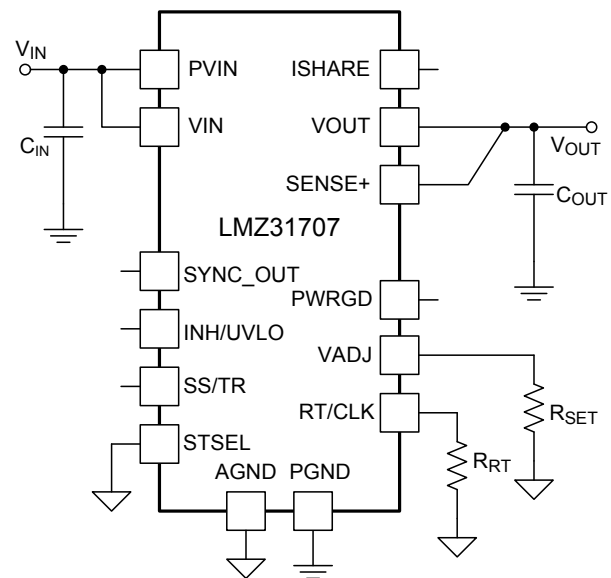 VIN
PVIN
ISHARE
VIN
VOUT
CIN
VOUT
SENSE+
COUT
LMZ31707
SYNC_OUT
PWRGD
INH/UVLO
VADJ
SS/TR
RT/CLK
RSET
STSEL
RRT
AGND
PGND